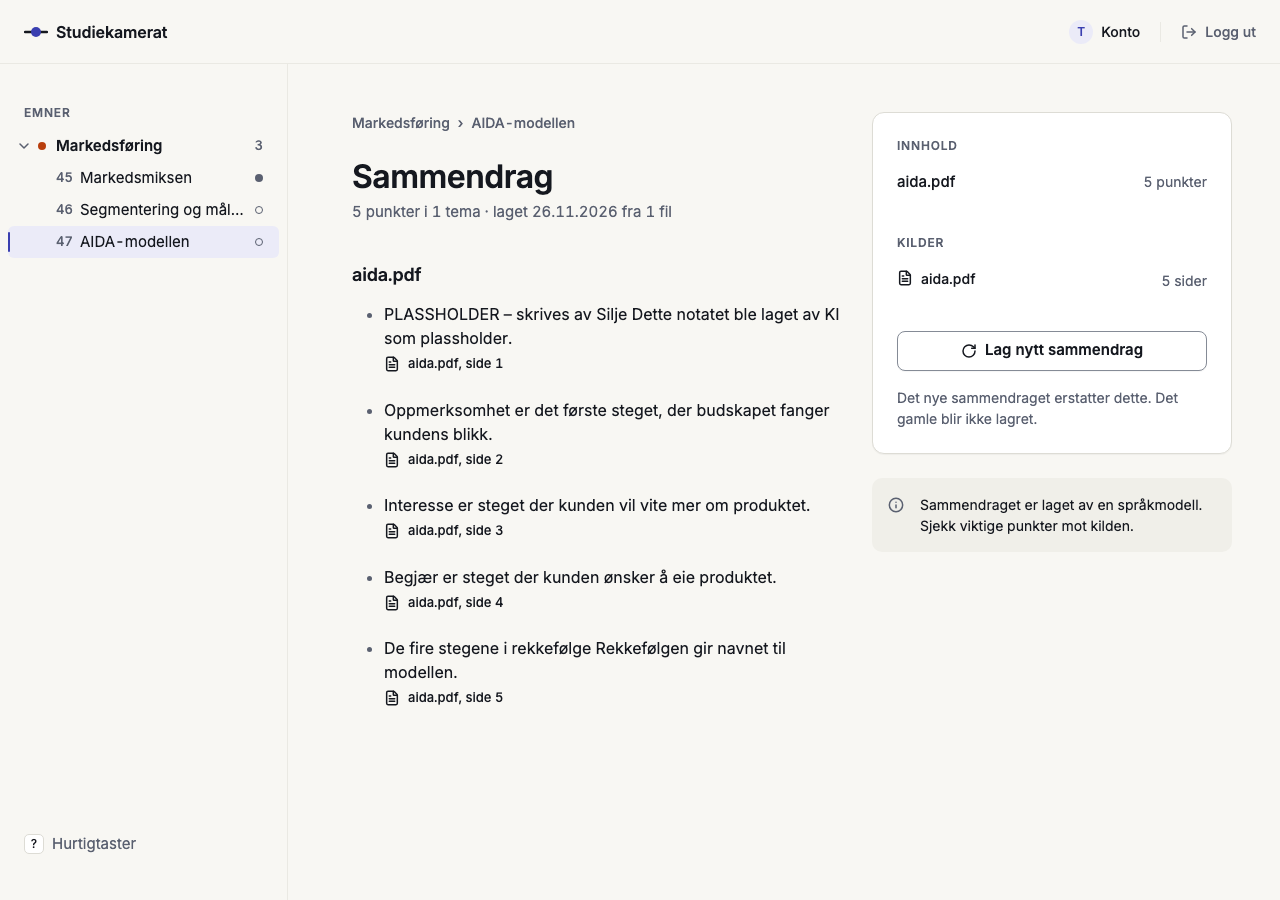 Studiekamerat
T Konto
Logg ut
EMNER
Markedsføring 3
45 Markedsmiksen
46 Segmentering og mål...
47 AIDA-modellen
? Hurtigtaster
Markedsføring › AIDA-modellen
Sammendrag
5 punkter i 1 tema · laget 26.11.2026 fra 1 fil
aida.pdf
PLASSHOLDER – skrives av Silje Dette notatet ble laget av KI
som plassholder.
aida.pdf, side 1
Oppmerksomhet er det første steget, der budskapet fanger
kundens blikk.
aida.pdf, side 2
Interesse er steget der kunden vil vite mer om produktet.
aida.pdf, side 3
Begjær er steget der kunden ønsker å eie produktet.
aida.pdf, side 4
De fire stegene i rekkefølge Rekkefølgen gir navnet til
modellen.
aida.pdf, side 5
INNHOLD
aida.pdf 5 punkter
KILDER
aida.pdf 5 sider
Lag nytt sammendrag
Det nye sammendraget erstatter dette. Det
gamle blir ikke lagret.
Sammendraget er laget av en språkmodell.
Sjekk viktige punkter mot kilden.